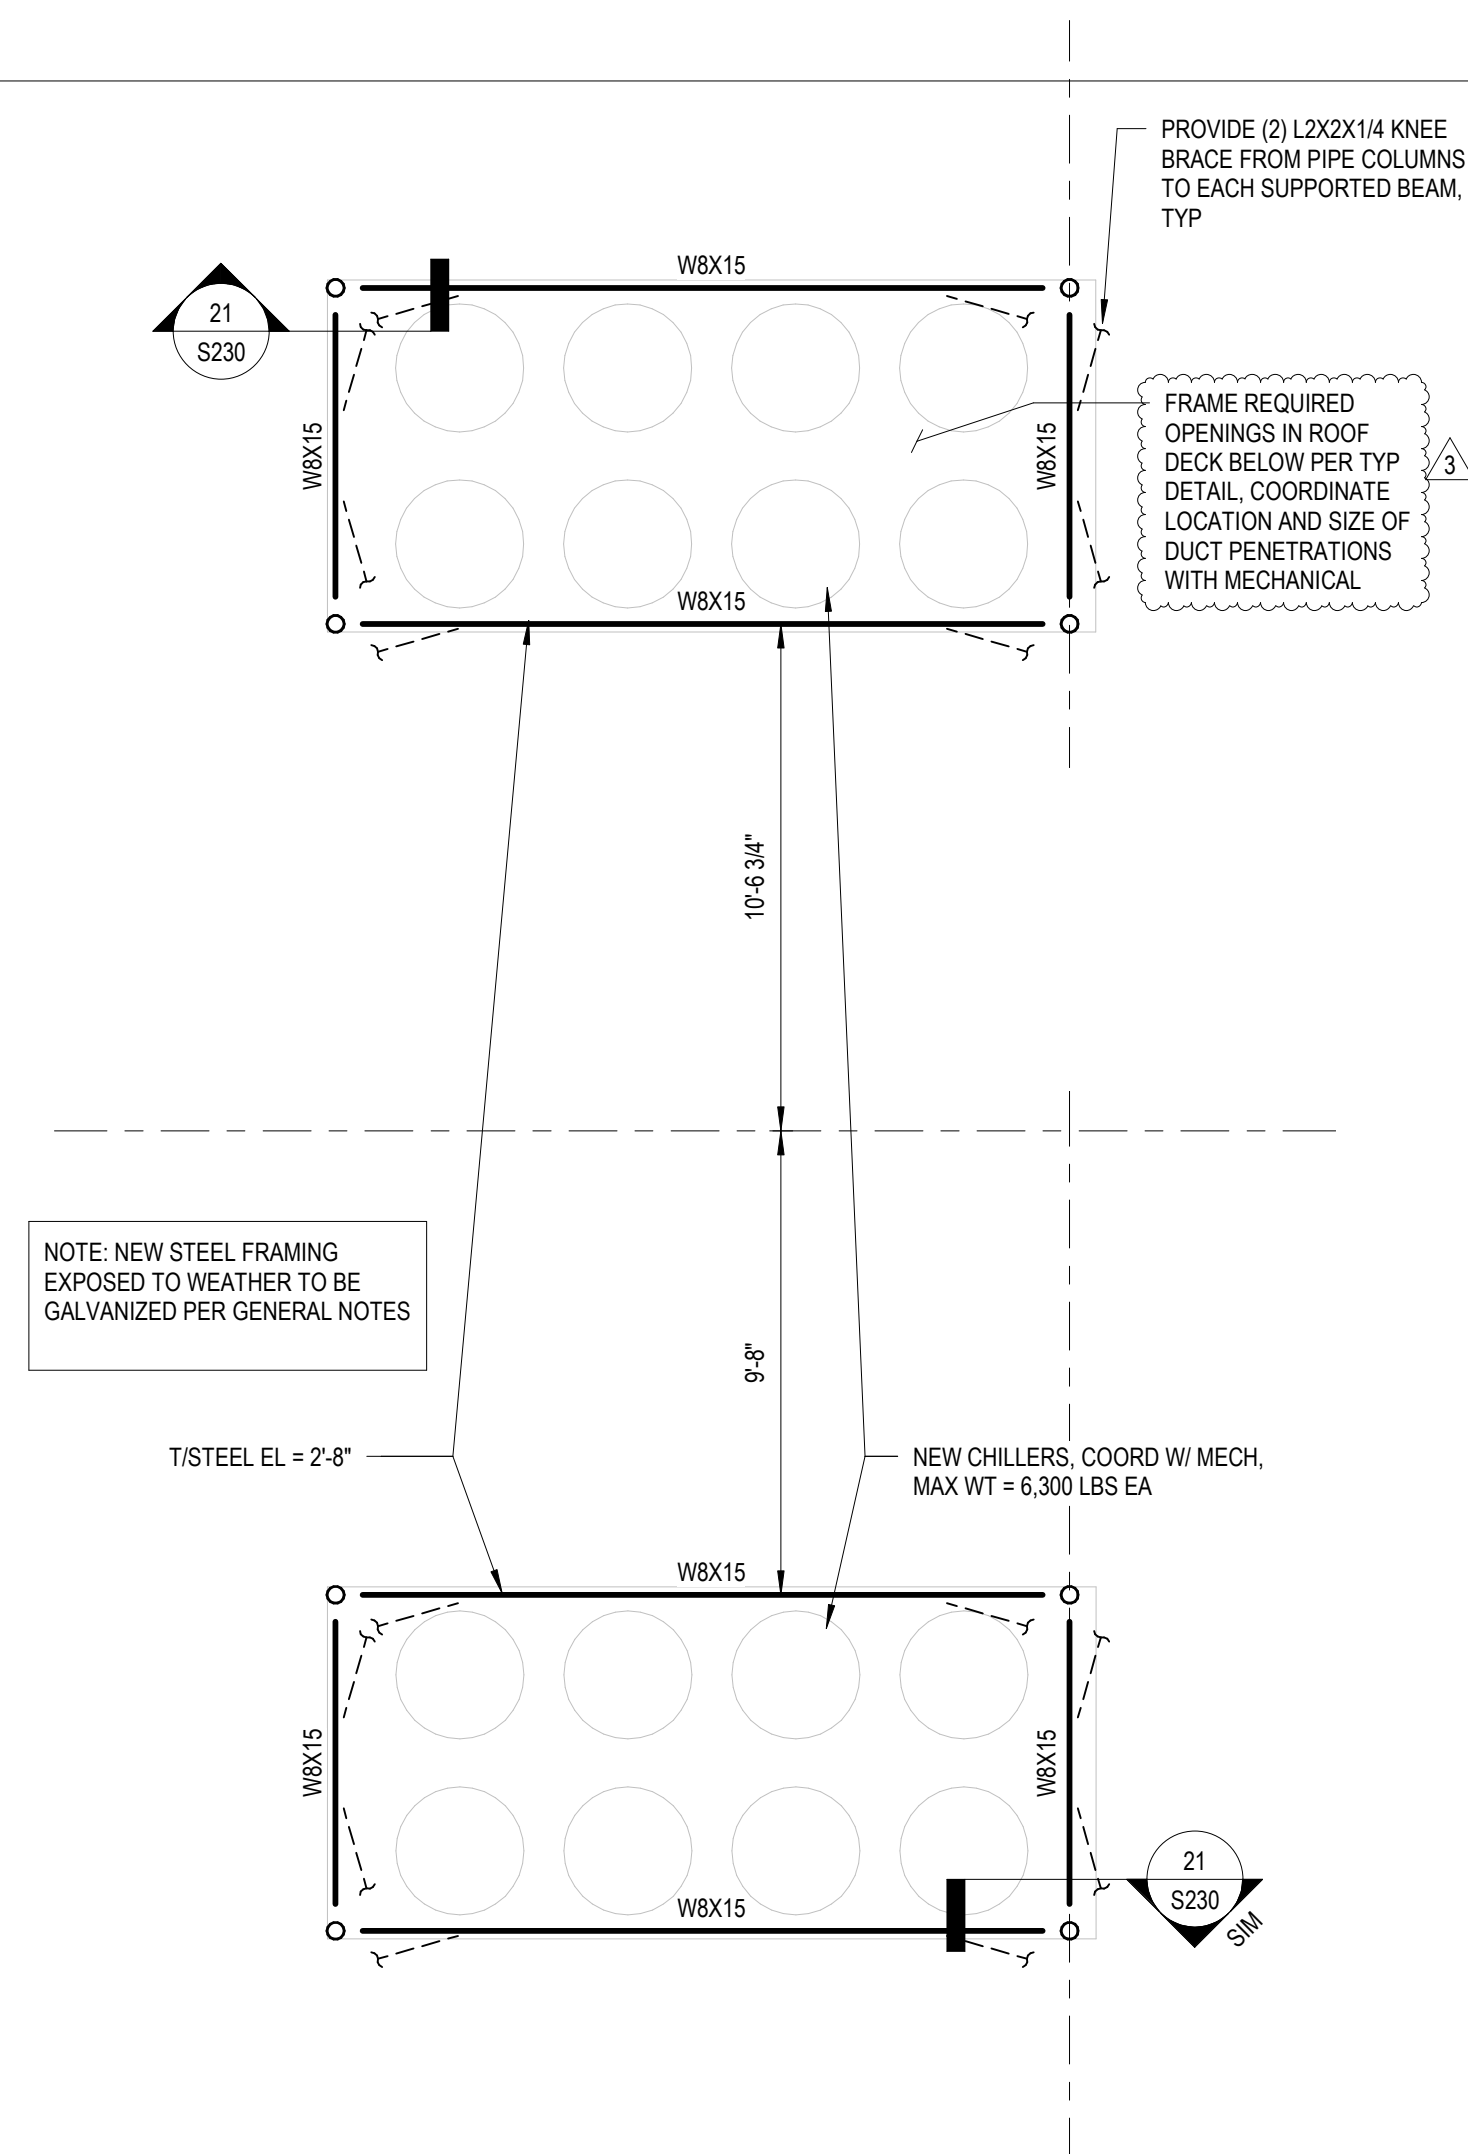 PROVIDE (2) L2X2X1/4 KNEE
BRACE FROM PIPE COLUMNS
TO EACH SUPPORTED BEAM,
TYP
W8X15
21
S230
FRAME REQUIRED
OPENINGS IN ROOF
DECK BELOW PER TYP
DETAIL, COORDINATE
LOCATION AND SIZE OF
DUCT PENETRATIONS
WITH MECHANICAL
3
W8X15
W8X15
W8X15
10'-6 3/4"
NOTE: NEW STEEL FRAMING
EXPOSED TO WEATHER TO BE
GALVANIZED PER GENERAL NOTES
9'-8"
T/STEEL EL = 2'-8"
NEW CHILLERS, COORD W/ MECH,
MAX WT = 6,300 LBS EA
W8X15
W8X15
W8X15
W8X15
21
S230
SIM